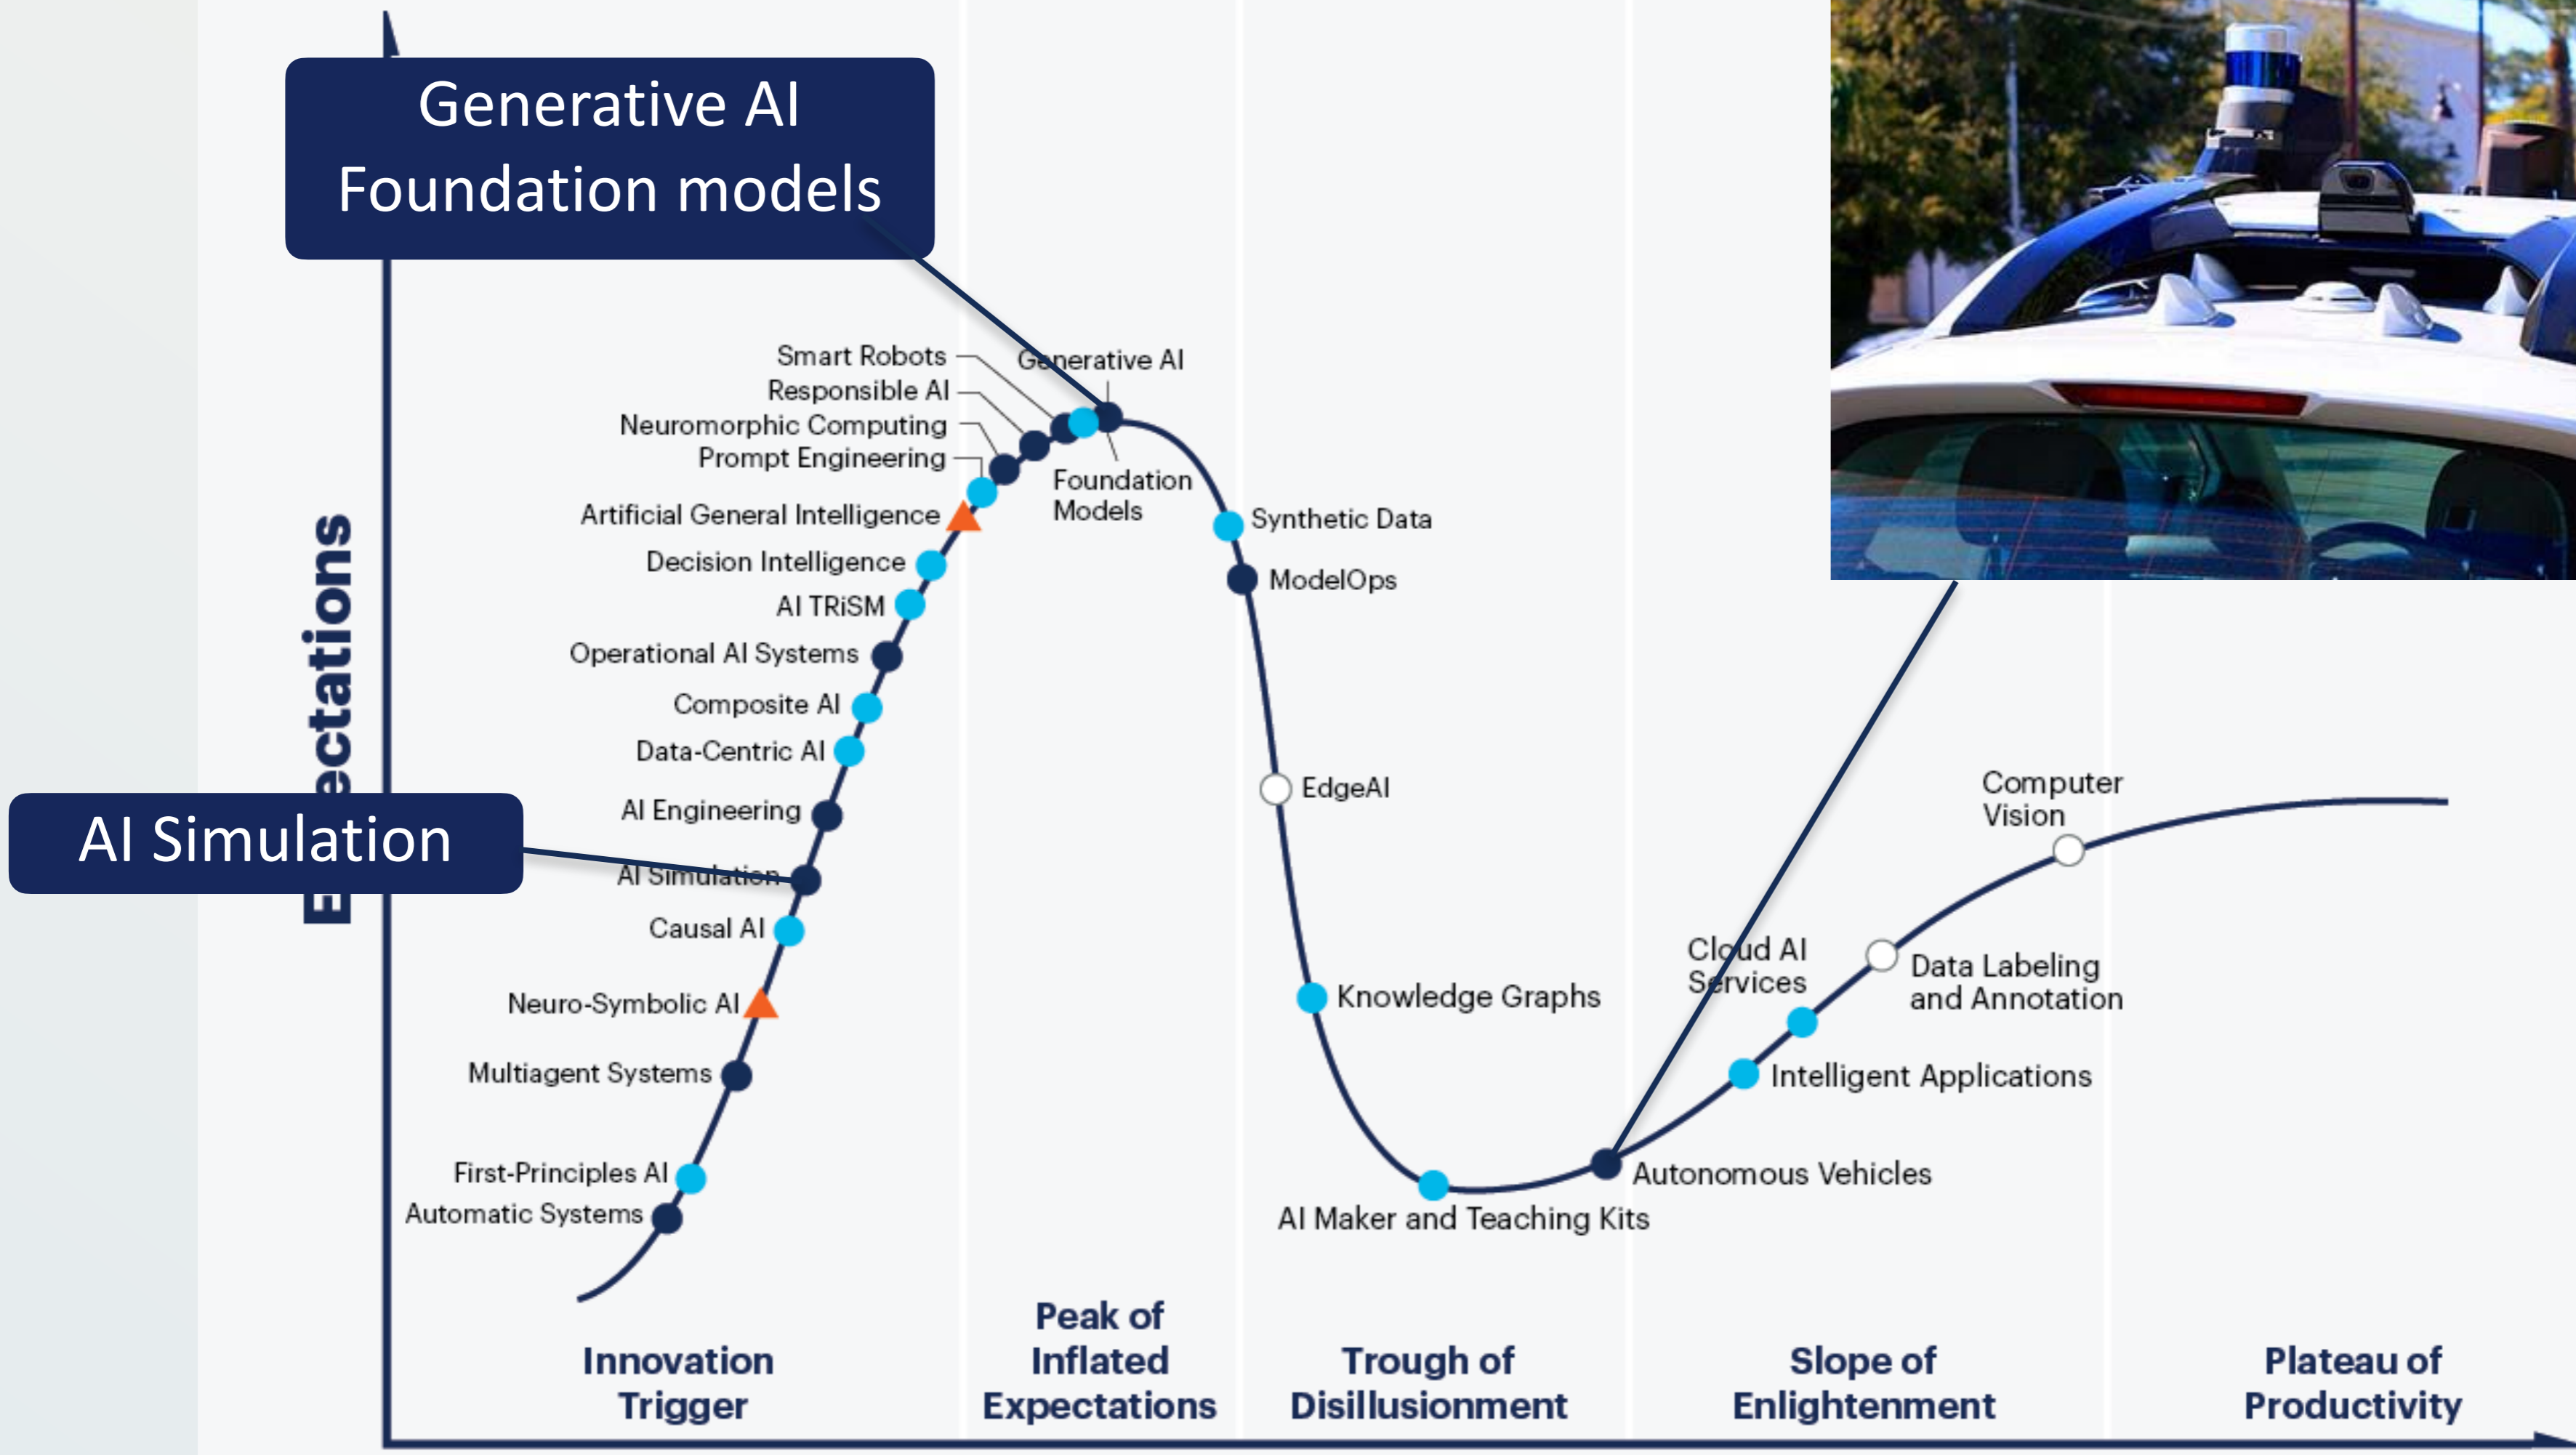 Generative AI
Foundation models
Smart Robots
Generative AI
Responsible AI
Neuromorphic Computing
Prompt Engineering
Foundation
Models
Artificial General Intelligence
Synthetic Data
Decision Intelligence
ModelOps
AI TRiSM
Operational AI Systems
Composite AI
Data-Centric AI
EdgeAI
AI Engineering
AI Simulation
AI Simulation
Causal AI
Neuro-Symbolic AI
Multiagent Systems
First-Principles AI
Automatic Systems
Knowledge Graphs
AI Maker and Teaching Kits
Autonomous Vehicles
Intelligent Applications
Cloud AI
Services
Data Labeling
and Annotation
Computer
Vision
Innovation
Trigger
Peak of
Inflated
Expectations
Trough of
Disillusionment
Slope of
Enlightenment
Plateau of
Productivity